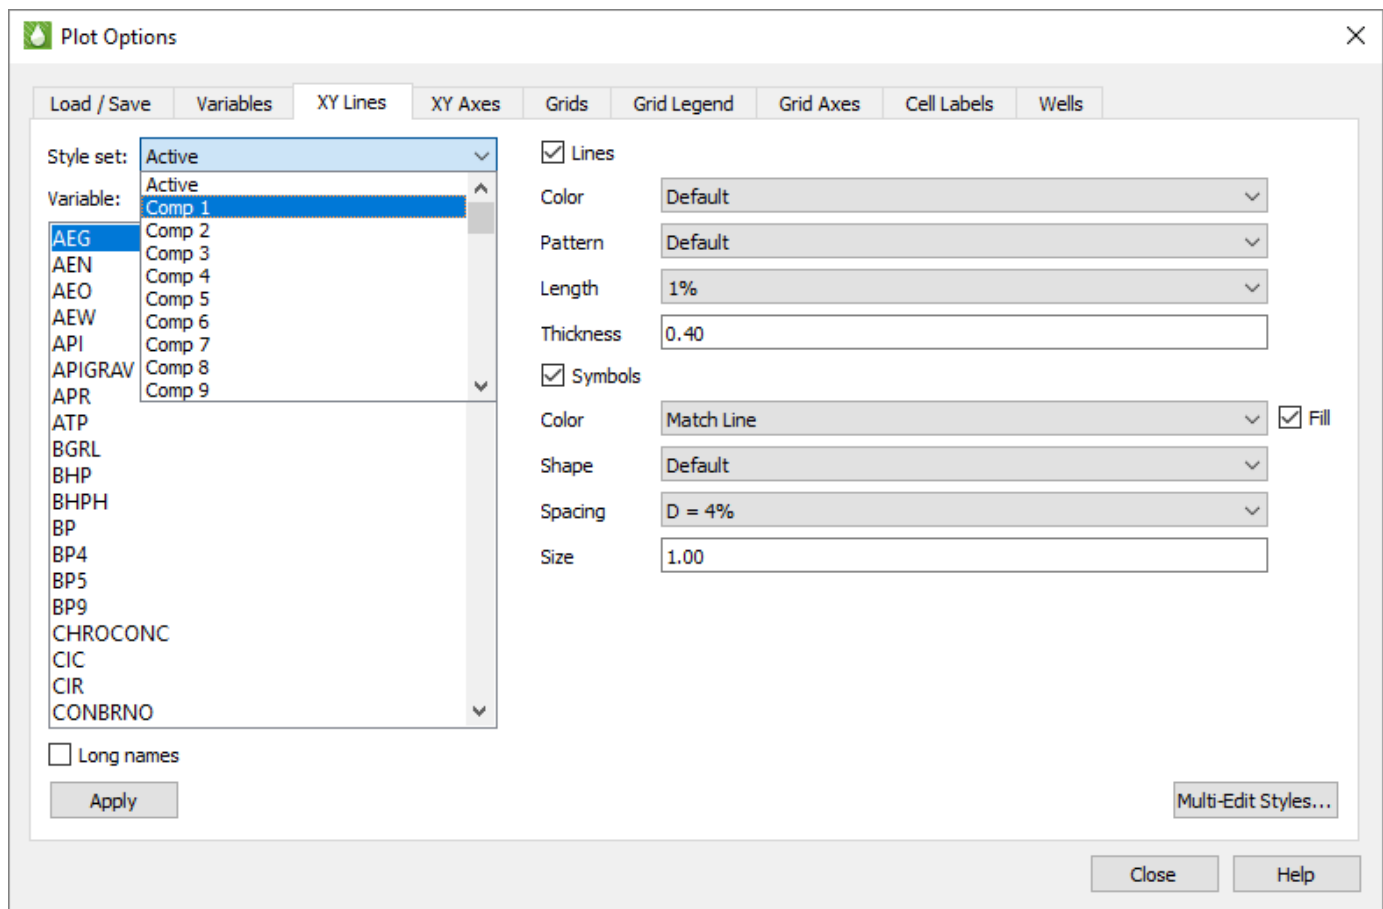 Plot Options
Load / Save Variables XY Lines XY Axes Grids Grid Legend Grid Axes Cell Labels Wells
Style set: Active
Active
Comp 1
Comp 2
Comp 3
Comp 4
Comp 5
Comp 6
Comp 7
Comp 8
Comp 9
Variable:
AEG
AEN
AEO
AEW
API
APIGRAV
APR
ATP
BGRL
BHP
BHPH
BP
BP4
BP5
BP9
CHROCONC
CIC
CIR
CONBRNO
Long names
Apply
Lines
Color Default
Pattern Default
Length 1%
Thickness 0.40
Symbols
Color Match Line Fill
Shape Default
Spacing D = 4%
Size 1.00
Multi-Edit Styles...
Close Help